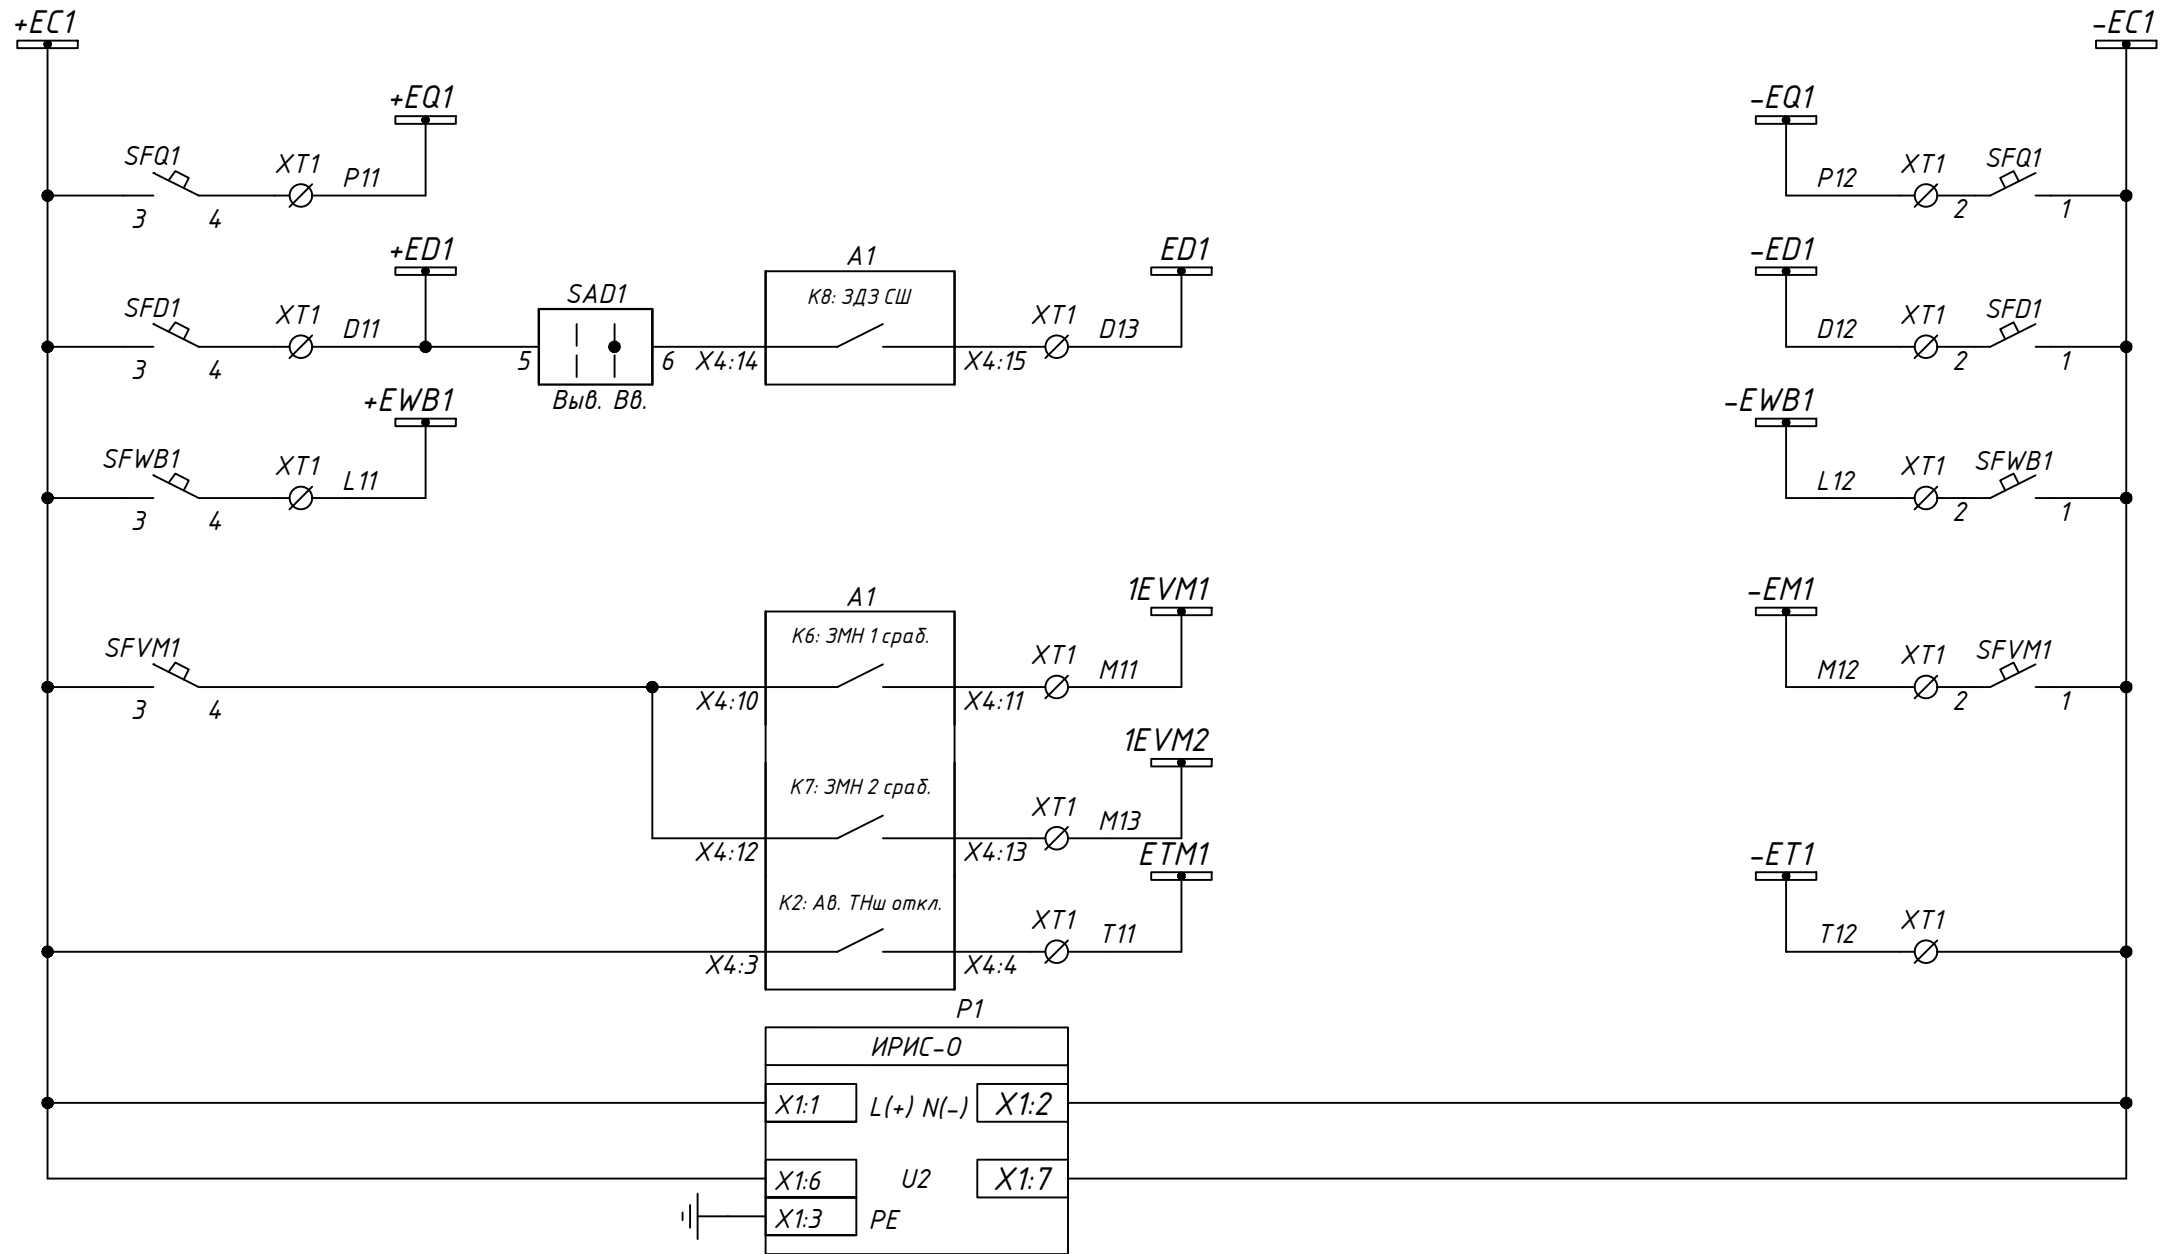 +EC1 -EC1
+EQ1 -EQ1
SFQ1 XT1 P11 P12 XT1 SFQ1
3 4 2 1
+ED1 A1 ED1 -ED1
SFD1 XT1 D11 SAD1 К8: ЗДЗ СШ XT1 D13 D12 XT1 SFD1
3 4 5 6 X4:14 X4:15 2 1
Выв. Вв.
+EWB1 -EWB1
SFWB1 XT1 L11 L12 XT1 SFWB1
3 4 2 1
A1 1EVM1 -EM1
SFVM1 К6: ЗМН 1 сраб. XT1 M11 M12 XT1 SFVM1
3 4 X4:10 X4:11 2 1
1EVM2
К7: ЗМН 2 сраб. XT1 M13
X4:12 X4:13
ETM1 -ET1
К2: Ав. ТНш откл. XT1 T11 T12 XT1
X4:3 X4:4
P1
ИРИС-О
X1:1 L(+) N(-) X1:2
X1:6 U2 X1:7
X1:3 PE